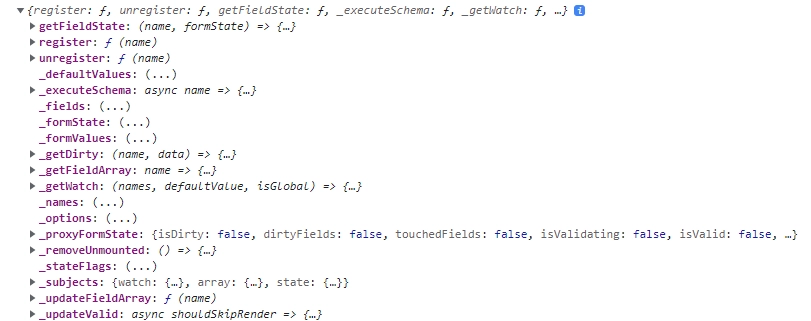 ▼{register: ƒ, unregister: ƒ, getFieldState: ƒ, _executeSchema: ƒ, _getWatch: ƒ, …} i
▶ getFieldState: (name, formState) => {…}
▶ register: ƒ (name)
▶ unregister: ƒ (name)
_defaultValues: (...)
▶ _executeSchema: async name => {…}
_fields: (...)
_formState: (...)
_formValues: (...)
▶ _getDirty: (name, data) => {…}
▶ _getFieldArray: name => {…}
▶ _getWatch: (names, defaultValue, isGlobal) => {…}
_names: (...)
_options: (...)
▶ _proxyFormState: {isDirty: false, dirtyFields: false, touchedFields: false, isValidating: false, isValid: false, …}
▶ _removeUnmounted: () => {…}
_stateFlags: (...)
▶ _subjects: {watch: {…}, array: {…}, state: {…}}
▶ _updateFieldArray: ƒ (name)
▶ _updateValid: async shouldSkipRender => {…}